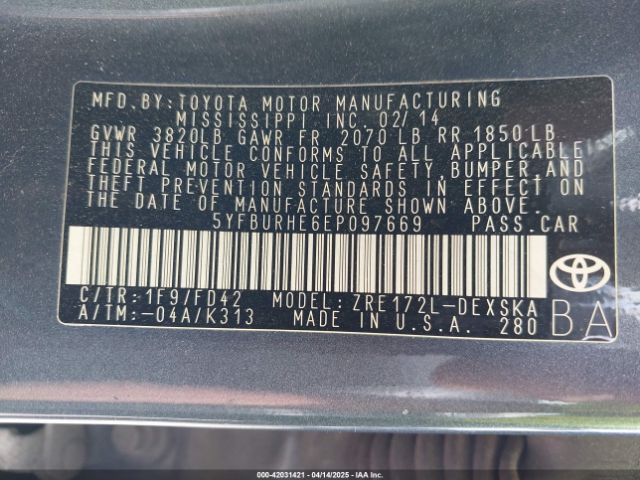 MFD. BY: TOYOTA MOTOR MANUFACTURING
MISSISSIPPI INC. 02/14
GVWR 3820LB GAWR FR 2070 LB RR 1850 LB
THIS VEHICLE CONFORMS TO ALL APPLICABLE
FEDERAL MOTOR VEHICLE SAFETY, BUMPER, AND
THEFT PREVENTION STANDARDS IN EFFECT ON
THE DATE OF MANUFACTURE SHOWN ABOVE.
5YFBURHE6EP097669 PASS. CAR
C/TR: 1F9/FD42 MODEL: ZRE172L-DEXSKA
A/TM: -04A/K313 MADE IN U.S.A. 280
BA
000-42031421 | 04/14/2025 | IAAI.COM